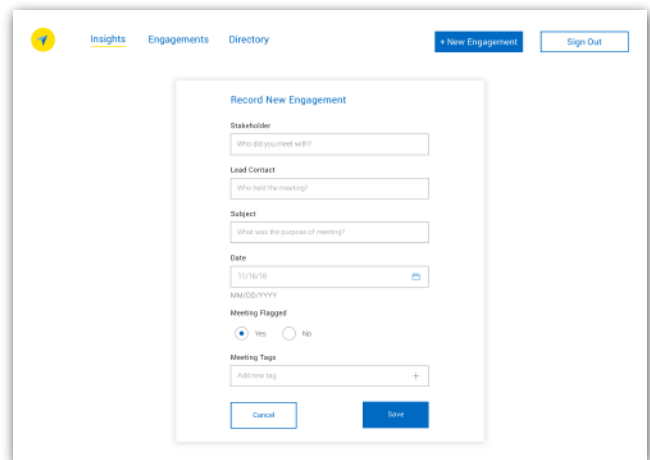 Insights Engagements Directory + New Engagement Sign Out
Record New Engagement
Stakeholder
Who did you meet with?
Lead Contact
Who held the meeting?
Subject
What was the purpose of meeting?
Date
11/16/18
MM/DD/YYYY
Meeting Flagged
Yes No
Meeting Tags
Add new tag +
Cancel Save